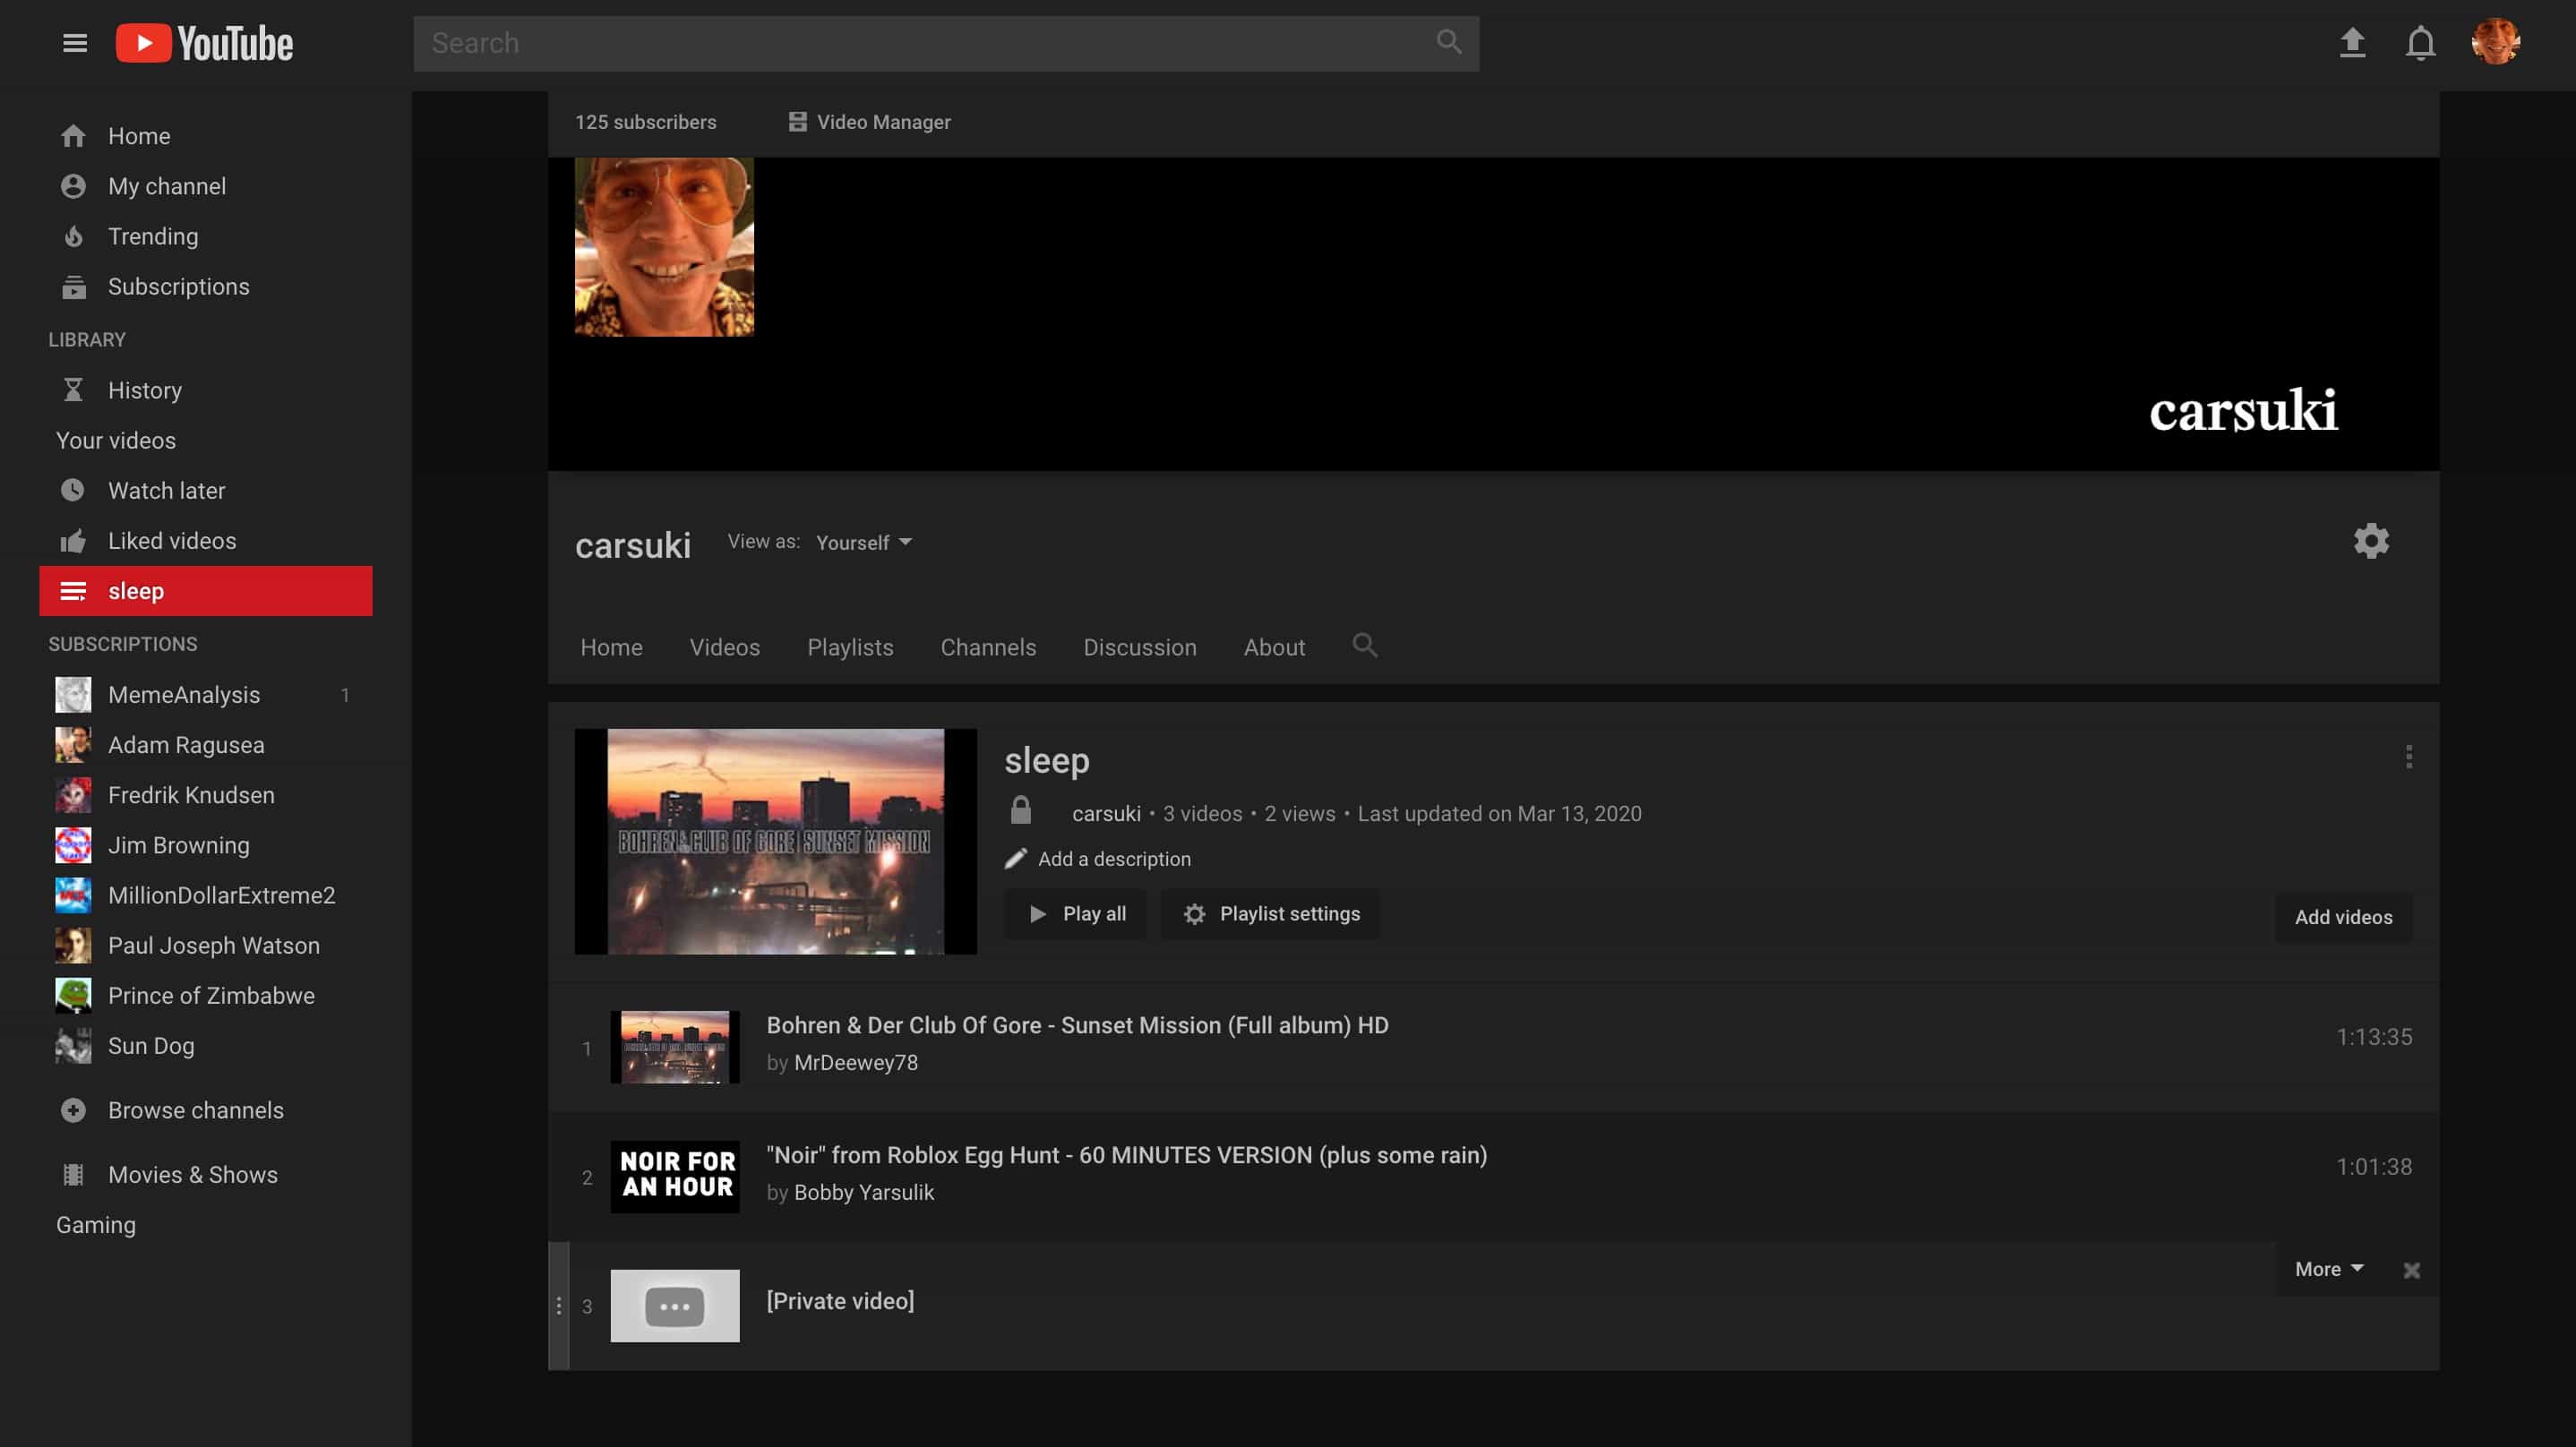 YouTube
Search
Home
My channel
Trending
Subscriptions
LIBRARY
History
Your videos
Watch later
Liked videos
sleep
SUBSCRIPTIONS
MemeAnalysis 1
Adam Ragusea
Fredrik Knudsen
Jim Browning
MillionDollarExtreme2
Paul Joseph Watson
Prince of Zimbabwe
Sun Dog
Browse channels
Movies & Shows
Gaming
125 subscribers Video Manager
carsuki
carsuki View as: Yourself
Home Videos Playlists Channels Discussion About
BOHREN & CLUB OF GORE | SUNSET MISSION
sleep
carsuki • 3 videos • 2 views • Last updated on Mar 13, 2020
Add a description
Play all Playlist settings Add videos
1
Bohren & Der Club Of Gore - Sunset Mission (Full album) HD
by MrDeewey78
1:13:35
2
NOIR FOR
AN HOUR
"Noir" from Roblox Egg Hunt - 60 MINUTES VERSION (plus some rain)
by Bobby Yarsulik
1:01:38
3
[Private video]
More